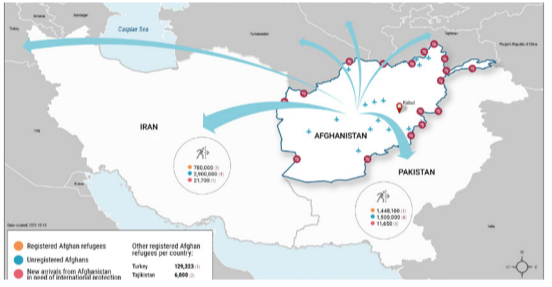 Caspian Sea
Turkey
Kabul
IRAN
AFGHANISTAN
PAKISTAN
780,000
2,900,000
21,700
1,448,100
1,500,000
11,650
Registered Afghan refugees
Unregistered Afghans
New arrivals from Afghanistan
in need of international protection
Other registered Afghan
refugees per country:
Turkey 129,323
Tajikistan 6,000